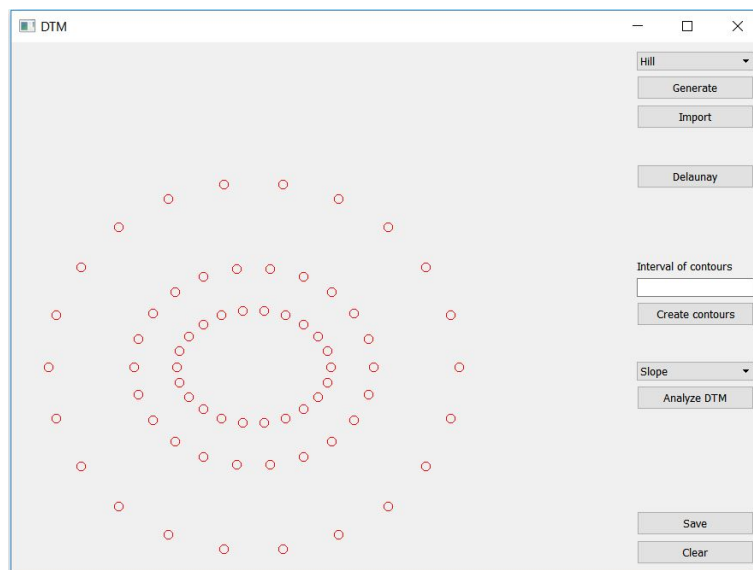 DTM
Hill
Generate
Import
Delaunay
Interval of contours
Create contours
Slope
Analyze DTM
Save
Clear